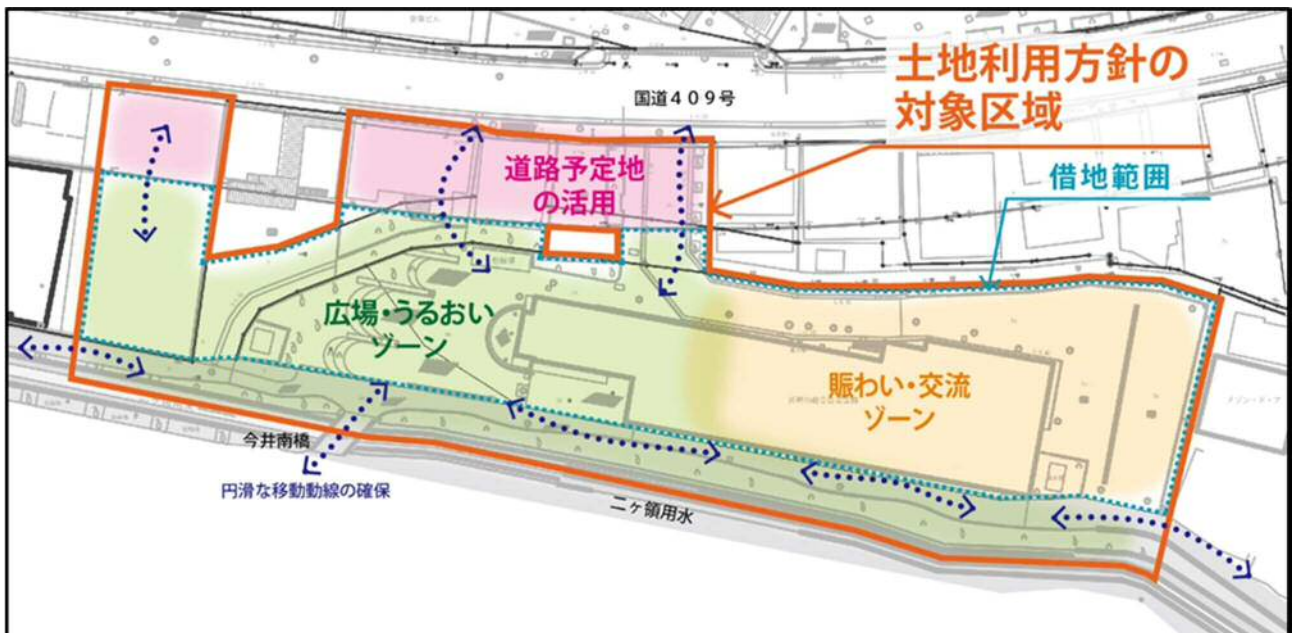 国道409号
土地利用方針の
対象区域
借地範囲
道路予定地
の活用
広場・うるおい
ゾーン
賑わい・交流
ゾーン
今井南橋
円滑な移動動線の確保
二ヶ領用水